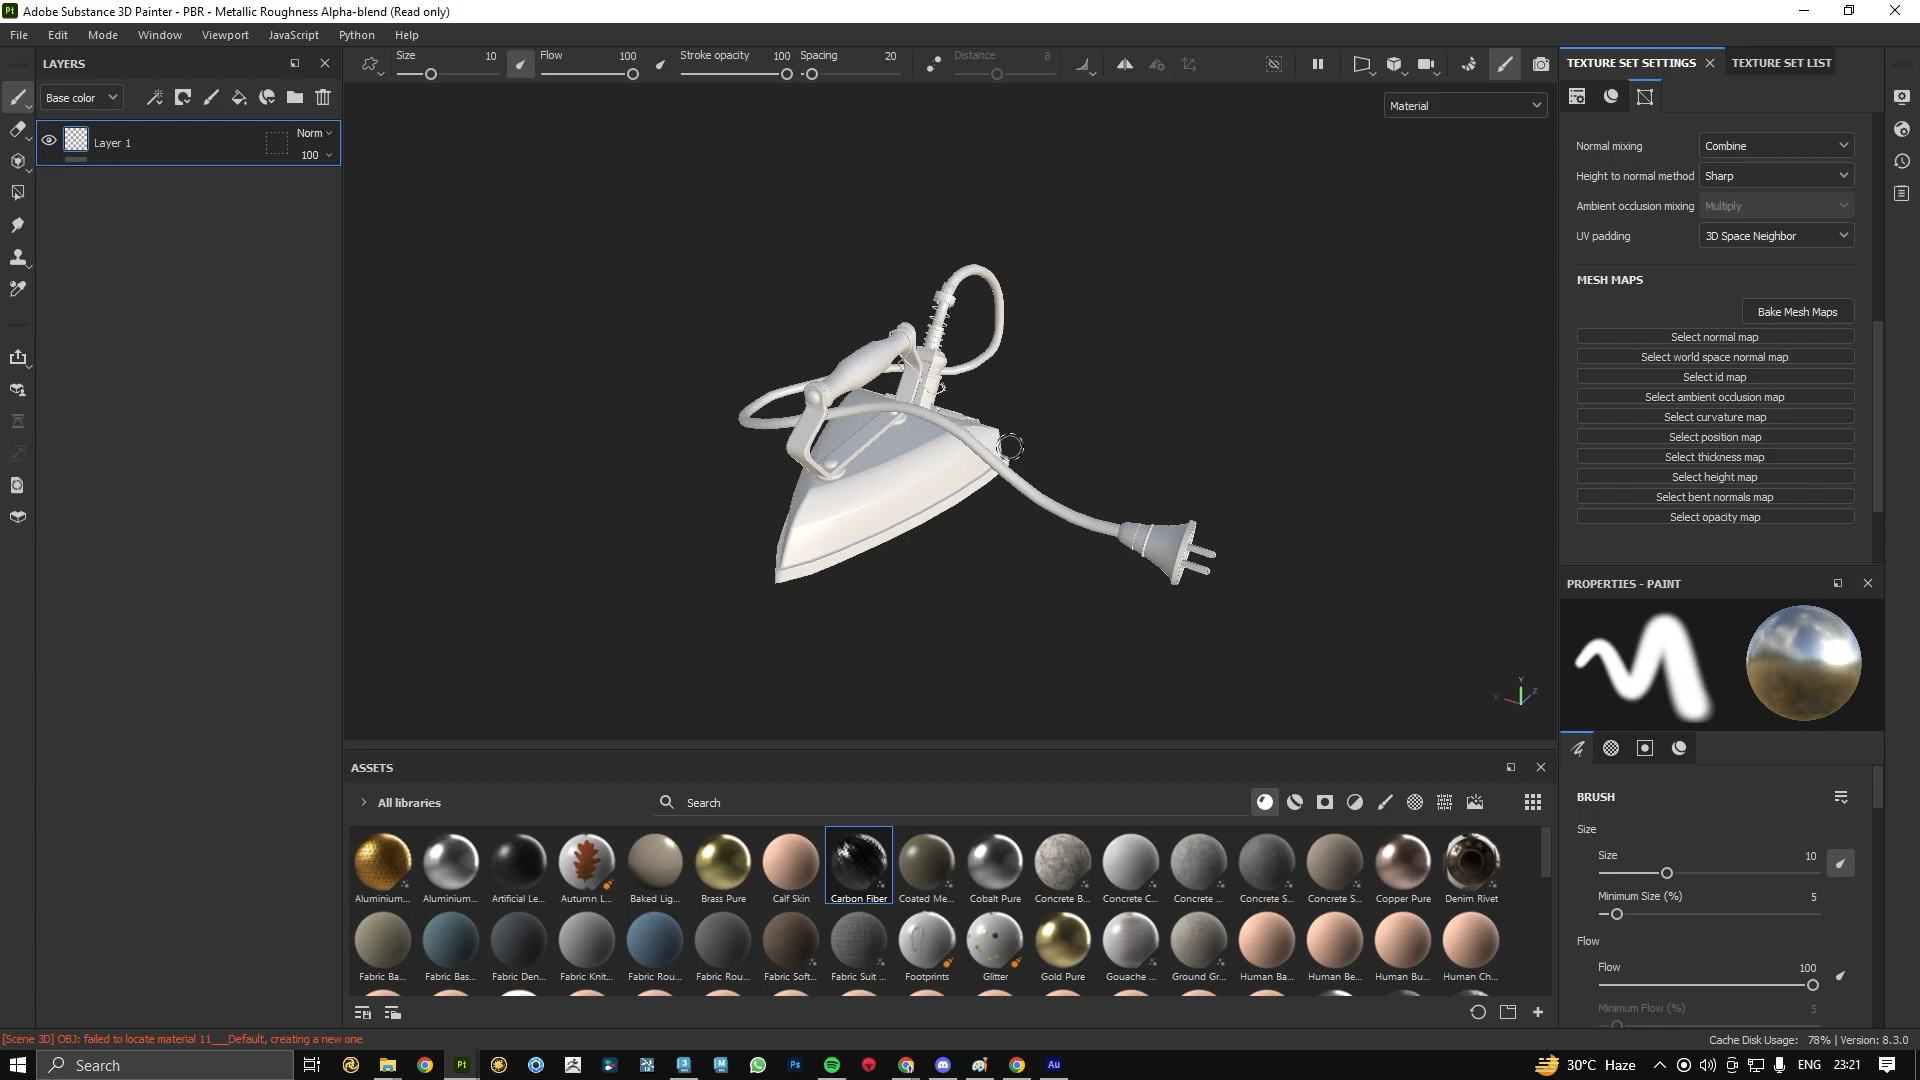 Pt Adobe Substance 3D Painter - PBR - Metallic Roughness Alpha-blend (Read only)
File Edit Mode Window Viewport JavaScript Python Help
LAYERS
Base color
Layer 1
Norm
100
Size 10 Flow 100 Stroke opacity 100 Spacing 20 Distance 8
Material
Y
X Z
TEXTURE SET SETTINGS TEXTURE SET LIST
Normal mixing Combine
Height to normal method Sharp
Ambient occlusion mixing Multiply
UV padding 3D Space Neighbor
MESH MAPS
Bake Mesh Maps
Select normal map
Select world space normal map
Select id map
Select ambient occlusion map
Select curvature map
Select position map
Select thickness map
Select height map
Select bent normals map
Select opacity map
PROPERTIES - PAINT
BRUSH
Size
Size 10
Minimum Size (%) 5
Flow
Flow 100
Minimum Flow (%) 5
ASSETS
All libraries
Search
Aluminium... Aluminium... Artificial Le... Autumn L... Baked Lig... Brass Pure Calf Skin Carbon Fiber Coated Me... Cobalt Pure Concrete B... Concrete C... Concrete ... Concrete S... Concrete S... Copper Pure Denim Rivet
Fabric Ba... Fabric Bas... Fabric Den... Fabric Knit... Fabric Rou... Fabric Rou... Fabric Soft... Fabric Suit ... Footprints Glitter Gold Pure Gouache ... Ground Gr... Human Ba... Human Be... Human Bu... Human Ch...
[Scene 3D] OBJ: failed to locate material 11___Default, creating a new one
Cache Disk Usage: 78% | Version: 8.3.0
Search
Pt
Ps
Au
30°C Haze
ENG
23:21